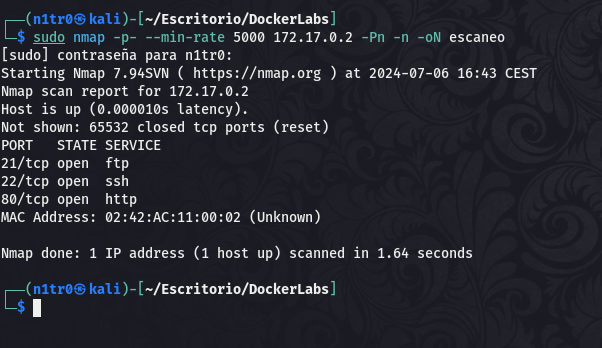 ┌──(n1tr0㉿kali)-[~/Escritorio/DockerLabs]
└─$ sudo nmap -p- --min-rate 5000 172.17.0.2 -Pn -n -oN escaneo
[sudo] contraseña para n1tr0:
Starting Nmap 7.94SVN ( https://nmap.org ) at 2024-07-06 16:43 CEST
Nmap scan report for 172.17.0.2
Host is up (0.000010s latency).
Not shown: 65532 closed tcp ports (reset)
PORT   STATE SERVICE
21/tcp open  ftp
22/tcp open  ssh
80/tcp open  http
MAC Address: 02:42:AC:11:00:02 (Unknown)
Nmap done: 1 IP address (1 host up) scanned in 1.64 seconds
┌──(n1tr0㉿kali)-[~/Escritorio/DockerLabs]
└─$